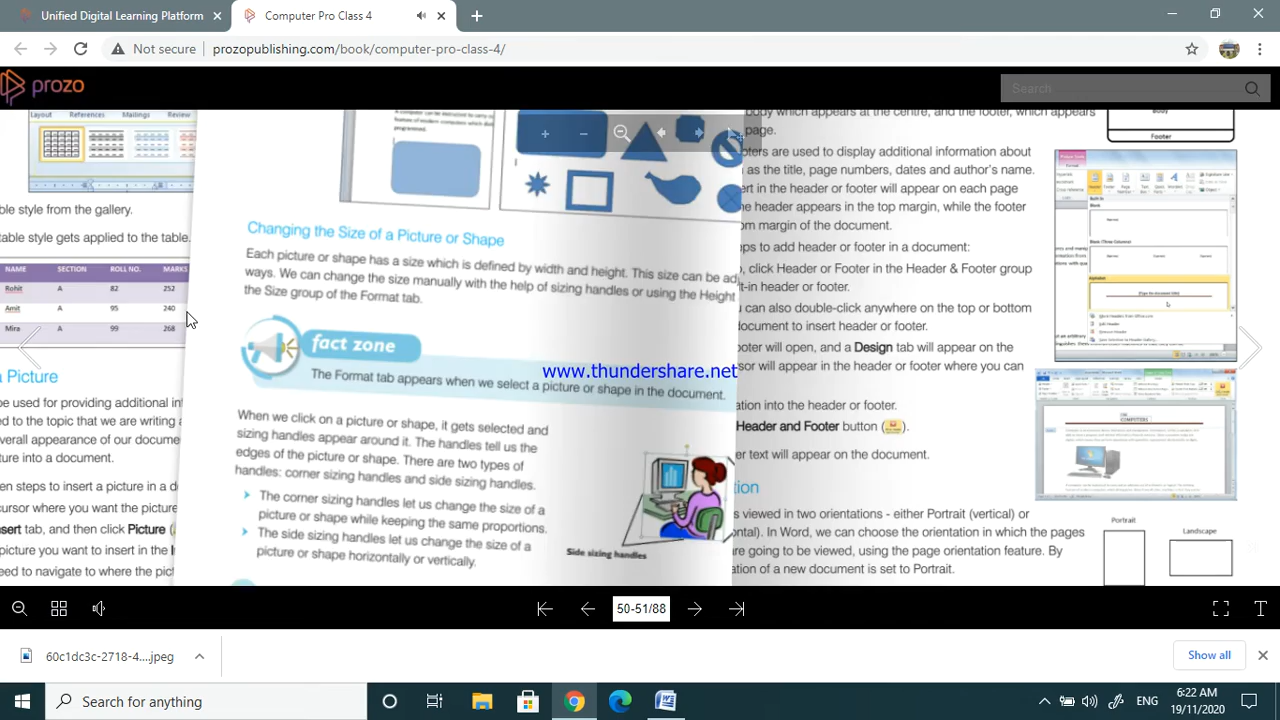 Unified Digital Learning Platform
Computer Pro Class 4
Not secure
prozopublishing.com/book/computer-pro-class-4/
prozo
Search
Layout References Mailings Review
ble style from the gallery.
table style gets applied to the table.
NAME SECTION ROLL NO. MARKS
Rohit A 82 252
Amit A 95 240
Mira A 99 268
a Picture
be used for providing additional in
ed to the topic that we are writing a
verall appearance of our docume
ture into a document.
en steps to insert a picture in a d
cursor where you want the picture
nsert tab, and then click Picture
picture you want to insert in the
eed to navigate to where the pict
Changing the Size of a Picture or Shape
Each picture or shape has a size which is defined by width and height. This size can be ad
ways. We can change the size manually with the help of sizing handles or using the Height
the Size group of the Format tab.
fact
The Format tab appears when we select a picture or shape in the document.
www.thundershare.net
When we click on a picture or shape, it gets selected and
sizing handles appear around it. The handles tell us the
edges of the picture or shape. There are two types of
handles: corner sizing handles and side sizing handles.
The corner sizing handles let us change the size of a
picture or shape while keeping the same proportions.
The side sizing handles let us change the size of a
picture or shape horizontally or vertically.
Side sizing handles
body which appears at the centre, and the footer, which appears
page.
oters are used to display additional information about
as the title, page numbers, dates and author's name.
ert in the header or footer will appear on each page
he header appears in the top margin, while the footer
om margin of the document.
ps to add header or footer in a document:
, click Header or Footer in the Header & Footer group
t-in header or footer.
can also double-click anywhere on the top or bottom
document to insert header or footer.
ooter will open and a Design tab will appear on the
sor will appear in the header or footer where you can
ation into the header or footer.
Header and Footer button
er text will appear on the document.
tion
s viewed in two orientations - either Portrait (vertical) or
ontal). In Word, we can choose the orientation in which the pages
are going to be viewed, using the page orientation feature. By
ation of a new document is set to Portrait.
Body
Footer
COMPUTERS
Portrait
Landscape
50-51/88
60c1dc3c-2718-4....jpeg
Show all
Search for anything
ENG
6:22 AM
19/11/2020